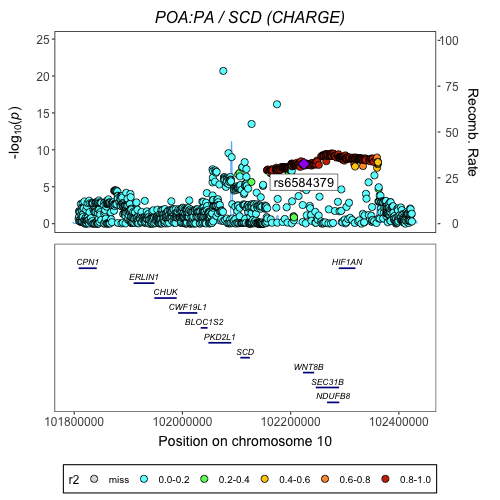 POA:PA / SCD (CHARGE)
25
20
15
10
5
0
-log10(p)
100
75
50
25
0
Recomb. Rate
rs6584379
CPN1
HIF1AN
ERLIN1
CHUK
CWF19L1
BLOC1S2
PKD2L1
SCD
WNT8B
SEC31B
NDUFB8
101800000 102000000 102200000 102400000
Position on chromosome 10
r2 miss 0.0-0.2 0.2-0.4 0.4-0.6 0.6-0.8 0.8-1.0